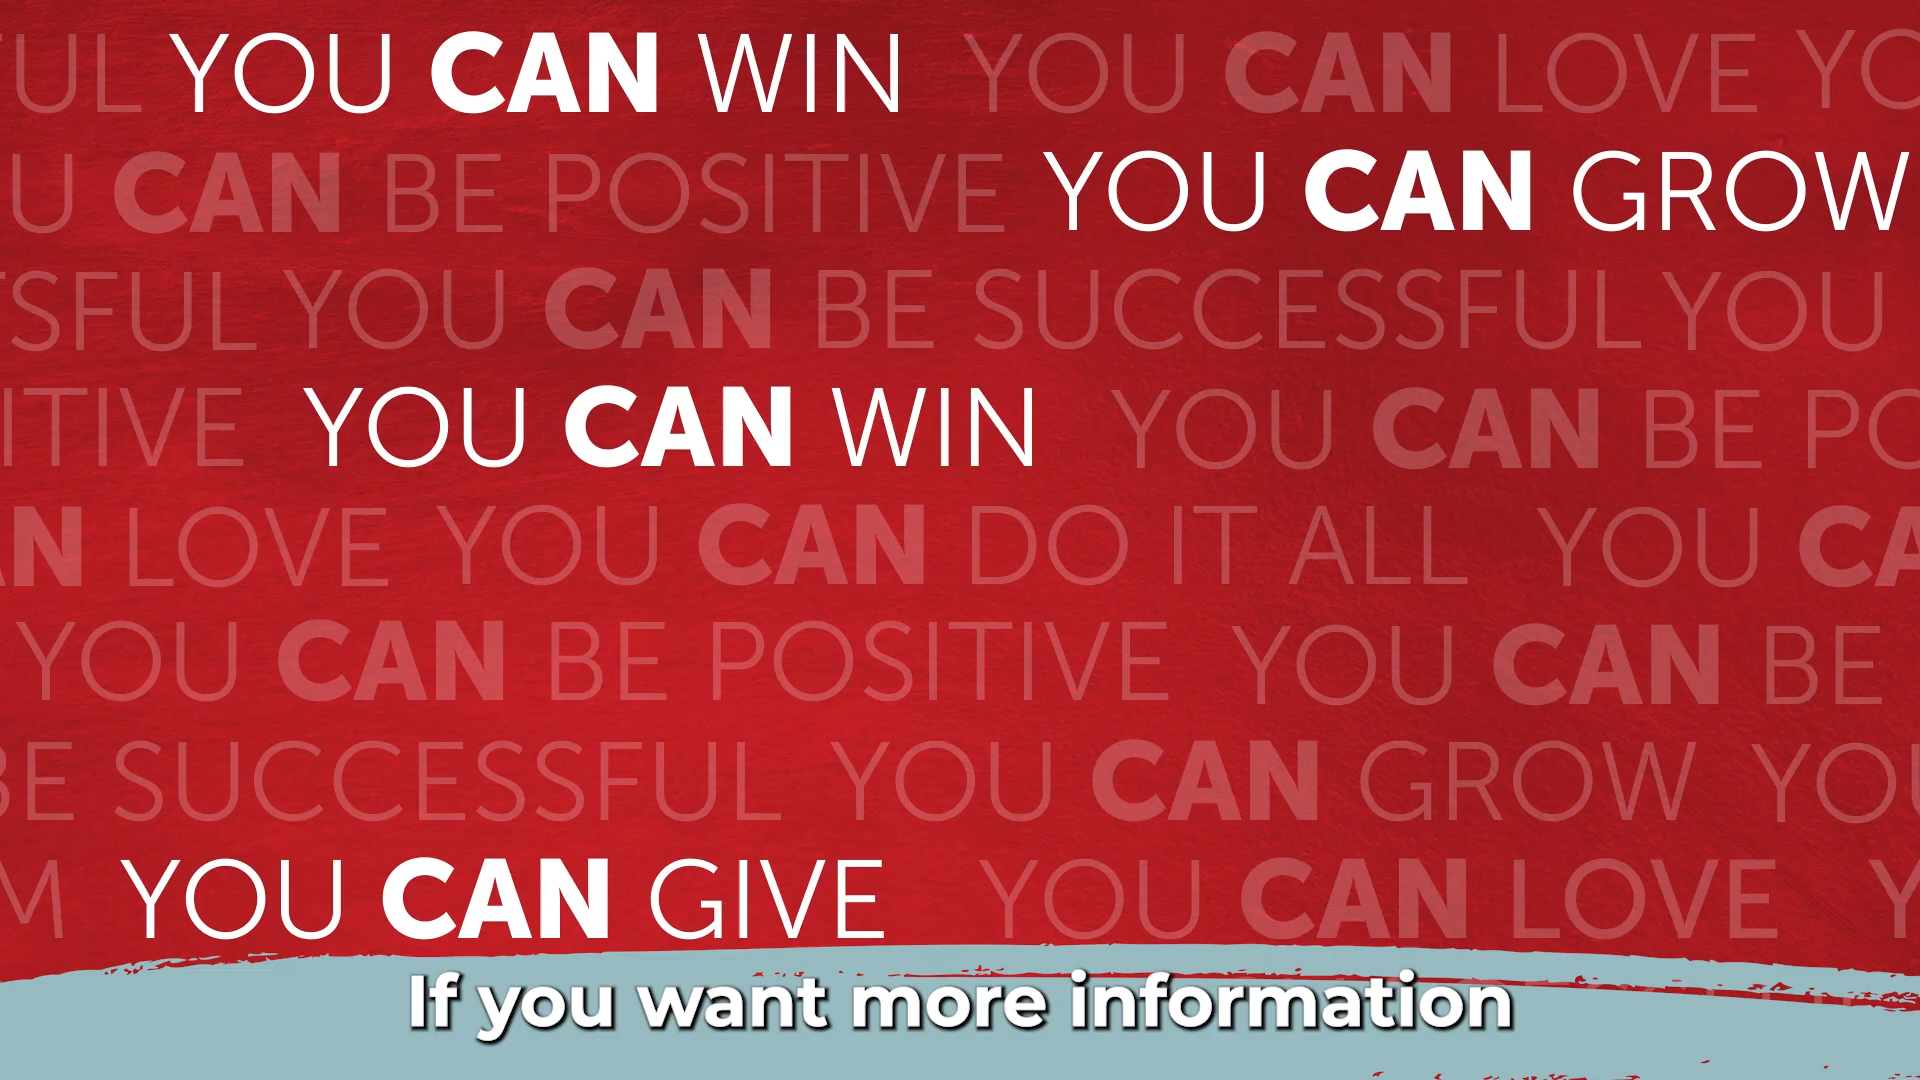 UL YOU CAN WIN YOU CAN LOVE YO
U CAN BE POSITIVE YOU CAN GROW
SFUL YOU CAN BE SUCCESSFUL YOU
ITIVE YOU CAN WIN YOU CAN BE PO
AN LOVE YOU CAN DO IT ALL YOU CA
YOU CAN BE POSITIVE YOU CAN BE
BE SUCCESSFUL YOU CAN GROW YOU
M YOU CAN GIVE YOU CAN LOVE Y
If you want more information